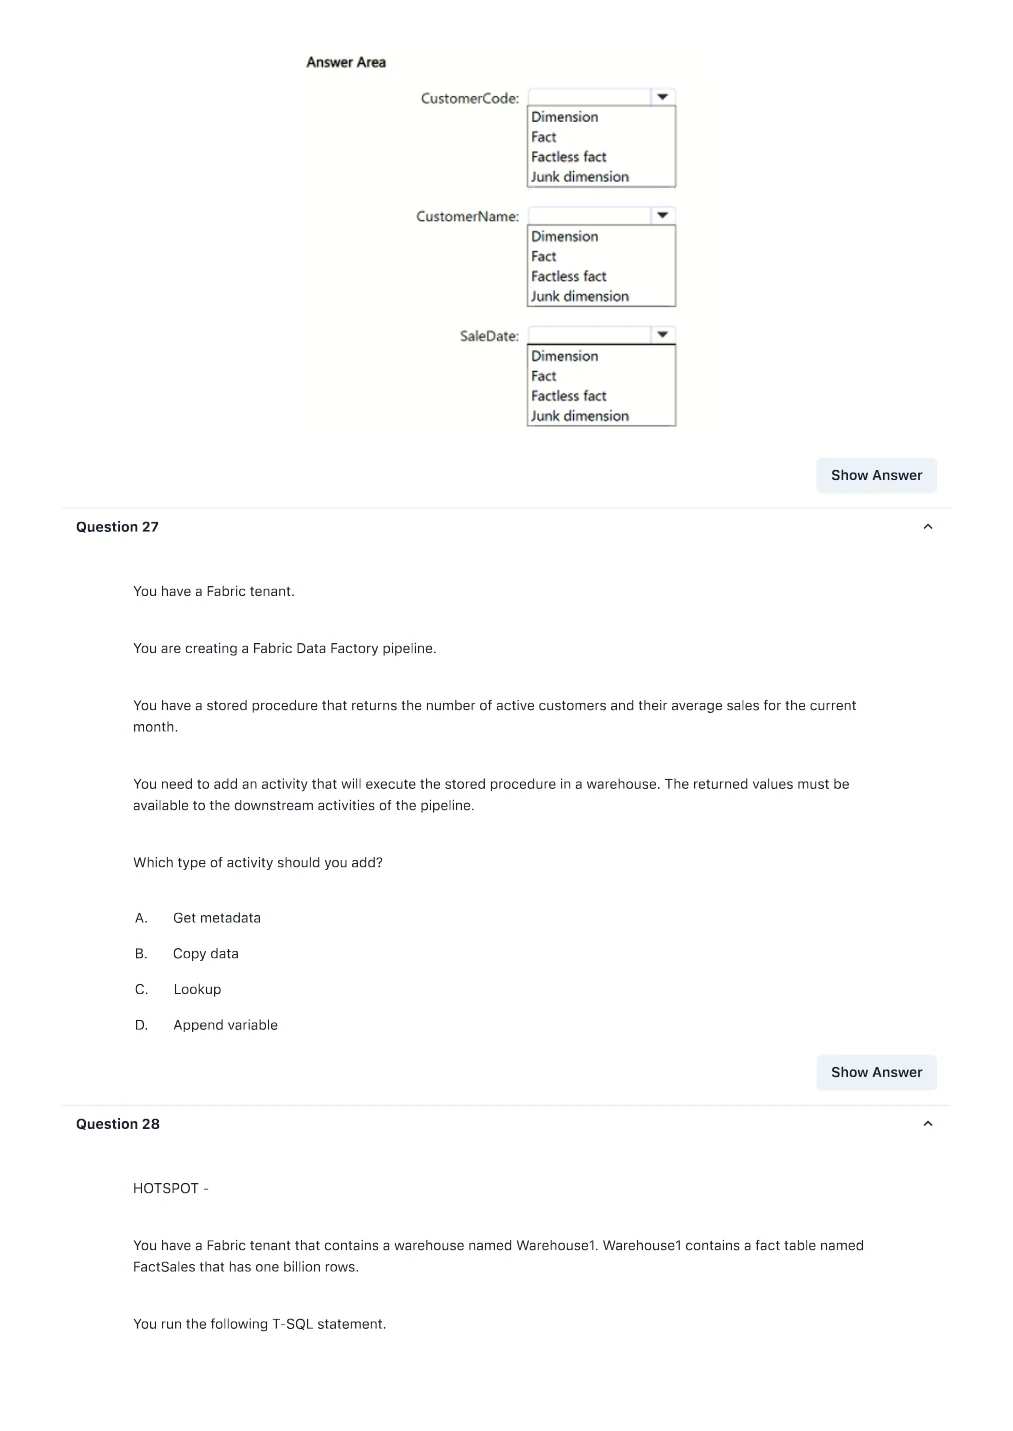 Answer Area
CustomerCode:
Dimension
Fact
Factless fact
Junk dimension
CustomerName:
Dimension
Fact
Factless fact
Junk dimension
SaleDate:
Dimension
Fact
Factless fact
Junk dimension
Show Answer
Question 27
You have a Fabric tenant.
You are creating a Fabric Data Factory pipeline.
You have a stored procedure that returns the number of active customers and their average sales for the current
month.
You need to add an activity that will execute the stored procedure in a warehouse. The returned values must be
available to the downstream activities of the pipeline.
Which type of activity should you add?
A. Get metadata
B. Copy data
C. Lookup
D. Append variable
Show Answer
Question 28
HOTSPOT -
You have a Fabric tenant that contains a warehouse named Warehouse1. Warehouse1 contains a fact table named
FactSales that has one billion rows.
You run the following T-SQL statement.